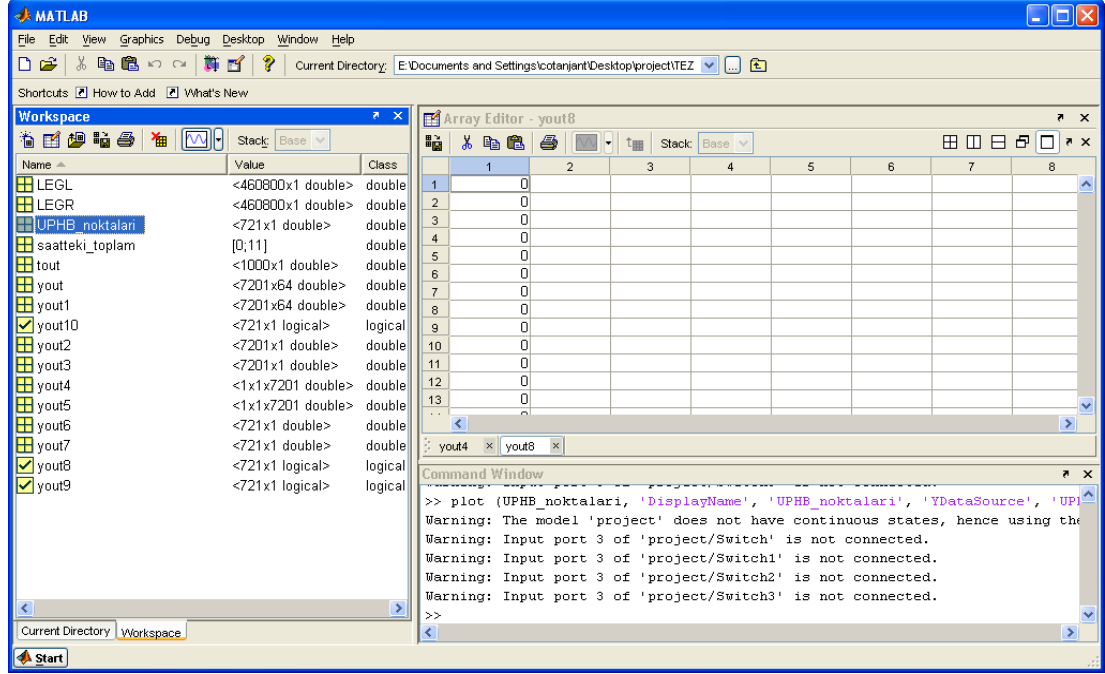 MATLAB
File Edit View Graphics Debug Desktop Window Help
Current Directory: E:\Documents and Settings\cotanjant\Desktop\project\TEZ ...
Shortcuts How to Add What's New
Workspace
Stack: Base
Name Value Class
LEGL <460800x1 double> double
LEGR <460800x1 double> double
UPHB_noktalari <721x1 double> double
saatteki_toplam [0;11] double
tout <1000x1 double> double
yout <7201x64 double> double
yout1 <7201x64 double> double
yout10 <721x1 logical> logical
yout2 <7201x1 double> double
yout3 <7201x1 double> double
yout4 <1x1x7201 double> double
yout5 <1x1x7201 double> double
yout6 <721x1 double> double
yout7 <721x1 double> double
yout8 <721x1 logical> logical
yout9 <721x1 logical> logical
Current Directory Workspace
Start
Array Editor - yout8
Stack: Base
1 2 3 4 5 6 7 8
1 0
2 0
3 0
4 0
5 0
6 0
7 0
8 0
9 0
10 0
11 0
12 0
13 0
yout4 yout8
Command Window
>> plot (UPHB_noktalari, 'DisplayName', 'UPHB_noktalari', 'YDataSource', 'UPH
Warning: The model 'project' does not have continuous states, hence using the
Warning: Input port 3 of 'project/Switch' is not connected.
Warning: Input port 3 of 'project/Switch1' is not connected.
Warning: Input port 3 of 'project/Switch2' is not connected.
Warning: Input port 3 of 'project/Switch3' is not connected.
>>